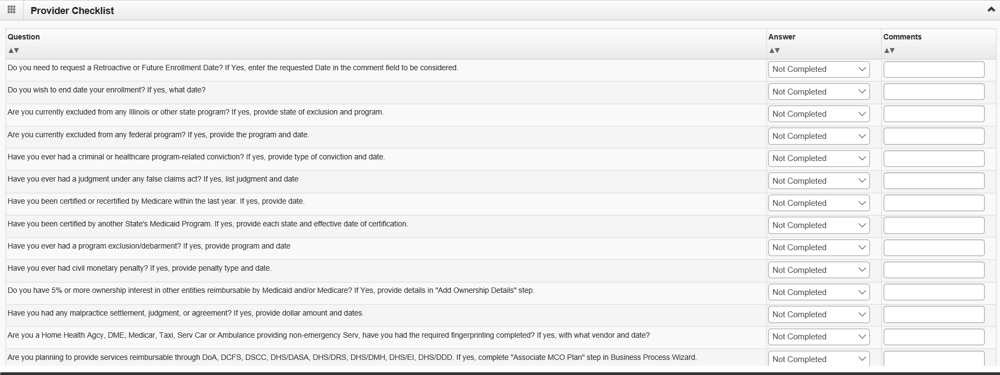 Provider Checklist
Question Answer Comments
Do you need to request a Retroactive or Future Enrollment Date? If Yes, enter the requested Date in the comment field to be considered. Not Completed
Do you wish to end date your enrollment? If yes, what date? Not Completed
Are you currently excluded from any Illinois or other state program? If yes, provide state of exclusion and program. Not Completed
Are you currently excluded from any federal program? If yes, provide the program and date. Not Completed
Have you ever had a criminal or healthcare program-related conviction? If yes, provide type of conviction and date. Not Completed
Have you ever had a judgment under any false claims act? If yes, list judgment and date Not Completed
Have you been certified or recertified by Medicare within the last year. If yes, provide date. Not Completed
Have you been certified by another State's Medicaid Program. If yes, provide each state and effective date of certification. Not Completed
Have you ever had a program exclusion/debarment? If yes, provide program and date Not Completed
Have you ever had civil monetary penalty? If yes, provide penalty type and date. Not Completed
Do you have 5% or more ownership interest in other entities reimbursable by Medicaid and/or Medicare? If Yes, provide details in "Add Ownership Details" step. Not Completed
Have you had any malpractice settlement, judgment, or agreement? If yes, provide dollar amount and dates. Not Completed
Are you a Home Health Agcy, DME, Medicar, Taxi, Serv Car or Ambulance providing non-emergency Serv, have you had the required fingerprinting completed? If yes, with what vendor and date? Not Completed
Are you planning to provide services reimbursable through DoA, DCFS, DSCC, DHS/DASA, DHS/DRS, DHS/DMH, DHS/EI, DHS/DDD. If yes, complete "Associate MCO Plan" step in Business Process Wizard. Not Completed